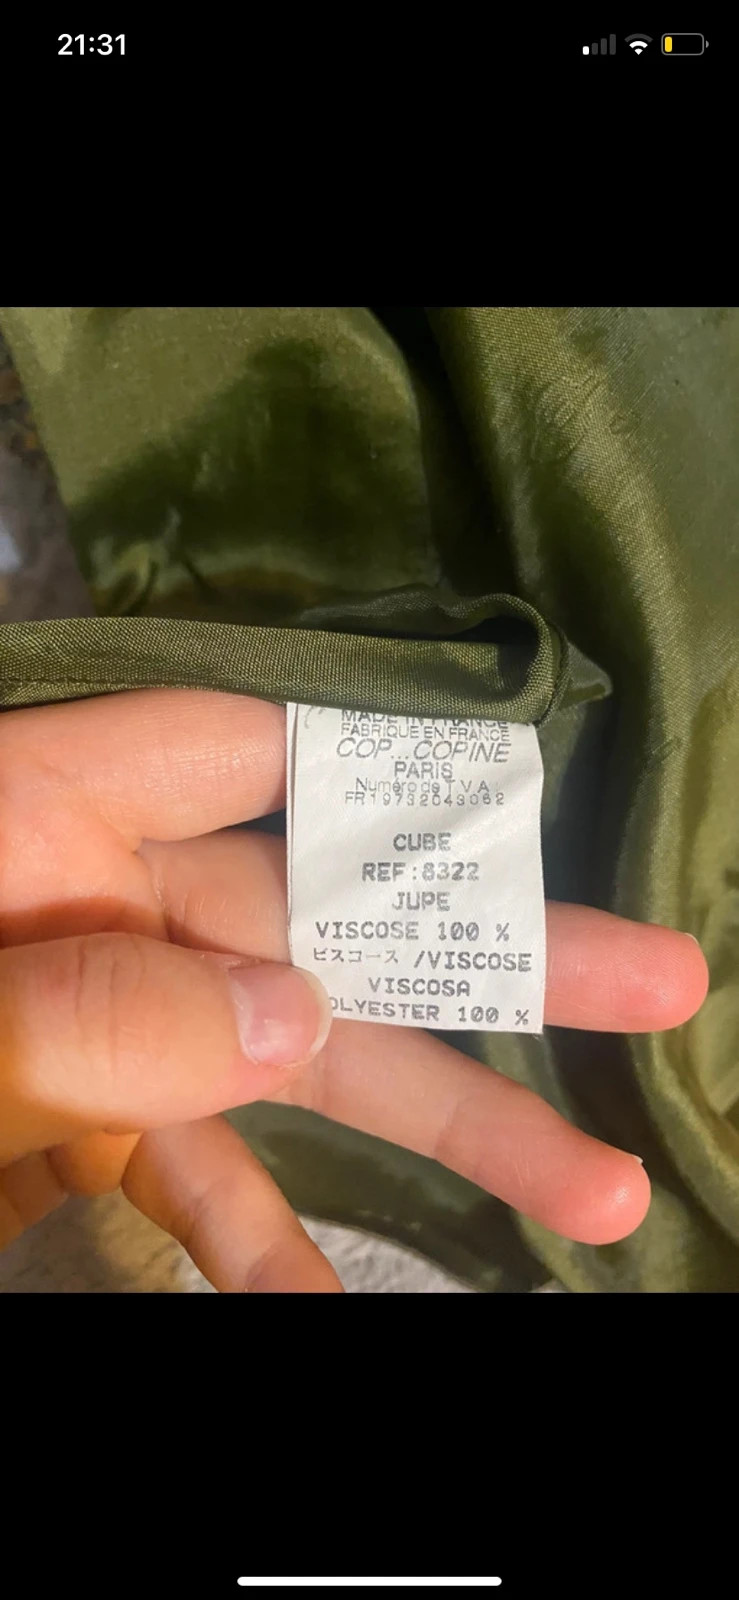 21:31
MADE IN FRANCE
FABRIQUE EN FRANCE
COP...COPINE
PARIS
Numéro de T V A
FR19732043062
CUBE
REF:8322
JUPE
VISCOSE 100 %
ビスコース /VISCOSE
VISCOSA
OLYESTER 100 %